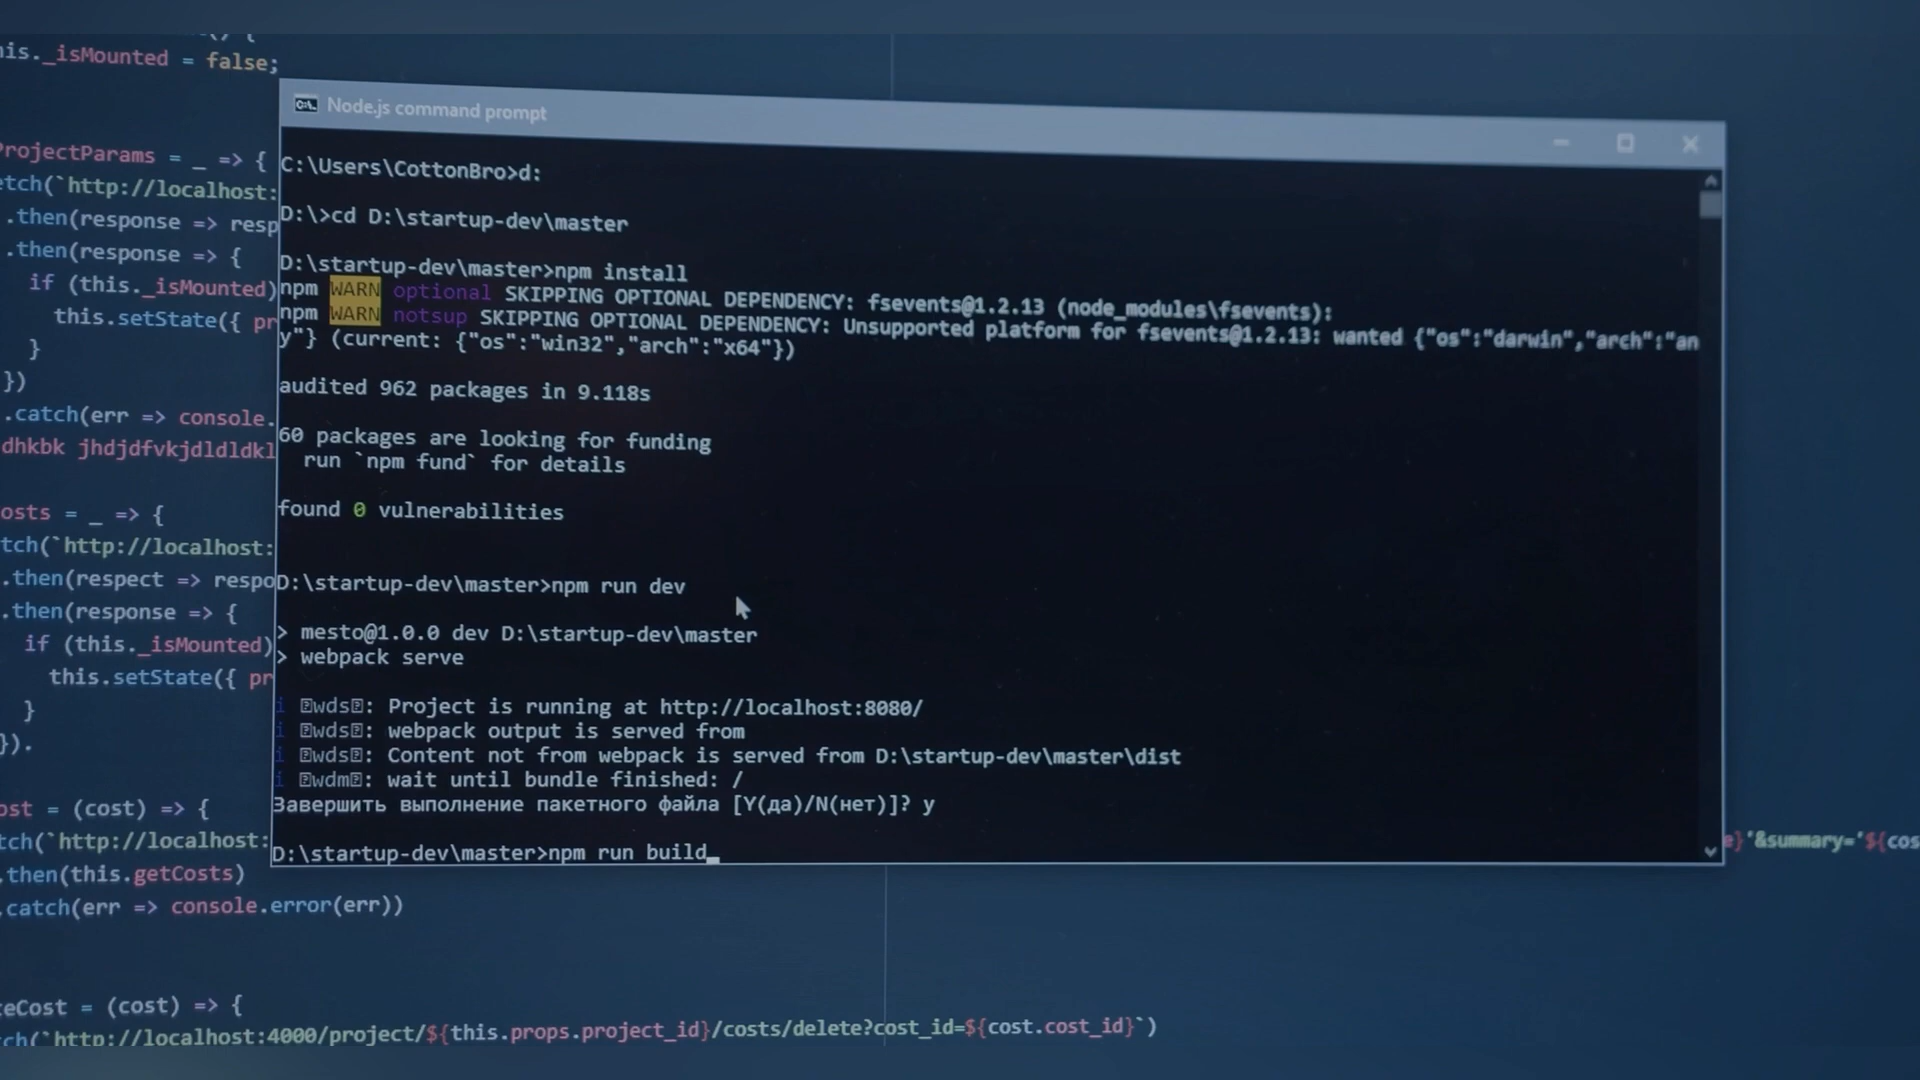 () {
his._isMounted = false;
ProjectParams = _ => {
etch(`http://localhost:
.then(response => resp
.then(response => {
if (this._isMounted)
this.setState({ pr
}
})
.catch(err => console.
dhkbk jhdjdfvkjdldldkl
osts = _ => {
tch(`http://localhost:
.then(respect => respo
.then(response => {
if (this._isMounted)
this.setState({ pr
}
}).
ost = (cost) => {
tch(`http://localhost:
.then(this.getCosts)
.catch(err => console.error(err))
teCost = (cost) => {
tch(`http://localhost:4000/project/${this.props.project_id}/costs/delete?cost_id=${cost.cost_id}`)
Node.js command prompt
C:\Users\CottonBro>d:
D:\>cd D:\startup-dev\master
D:\startup-dev\master>npm install
npm WARN optional SKIPPING OPTIONAL DEPENDENCY: fsevents@1.2.13 (node_modules\fsevents):
npm WARN notsup SKIPPING OPTIONAL DEPENDENCY: Unsupported platform for fsevents@1.2.13: wanted {"os":"darwin","arch":"an
y"} (current: {"os":"win32","arch":"x64"})
audited 962 packages in 9.118s
60 packages are looking for funding
run `npm fund` for details
found 0 vulnerabilities
D:\startup-dev\master>npm run dev
> mesto@1.0.0 dev D:\startup-dev\master
> webpack serve
i ⍰wds⍰: Project is running at http://localhost:8080/
i ⍰wds⍰: webpack output is served from
i ⍰wds⍰: Content not from webpack is served from D:\startup-dev\master\dist
i ⍰wdm⍰: wait until bundle finished: /
Завершить выполнение пакетного файла [Y(да)/N(нет)]? y
D:\startup-dev\master>npm run build_
e}'&summary='${cos